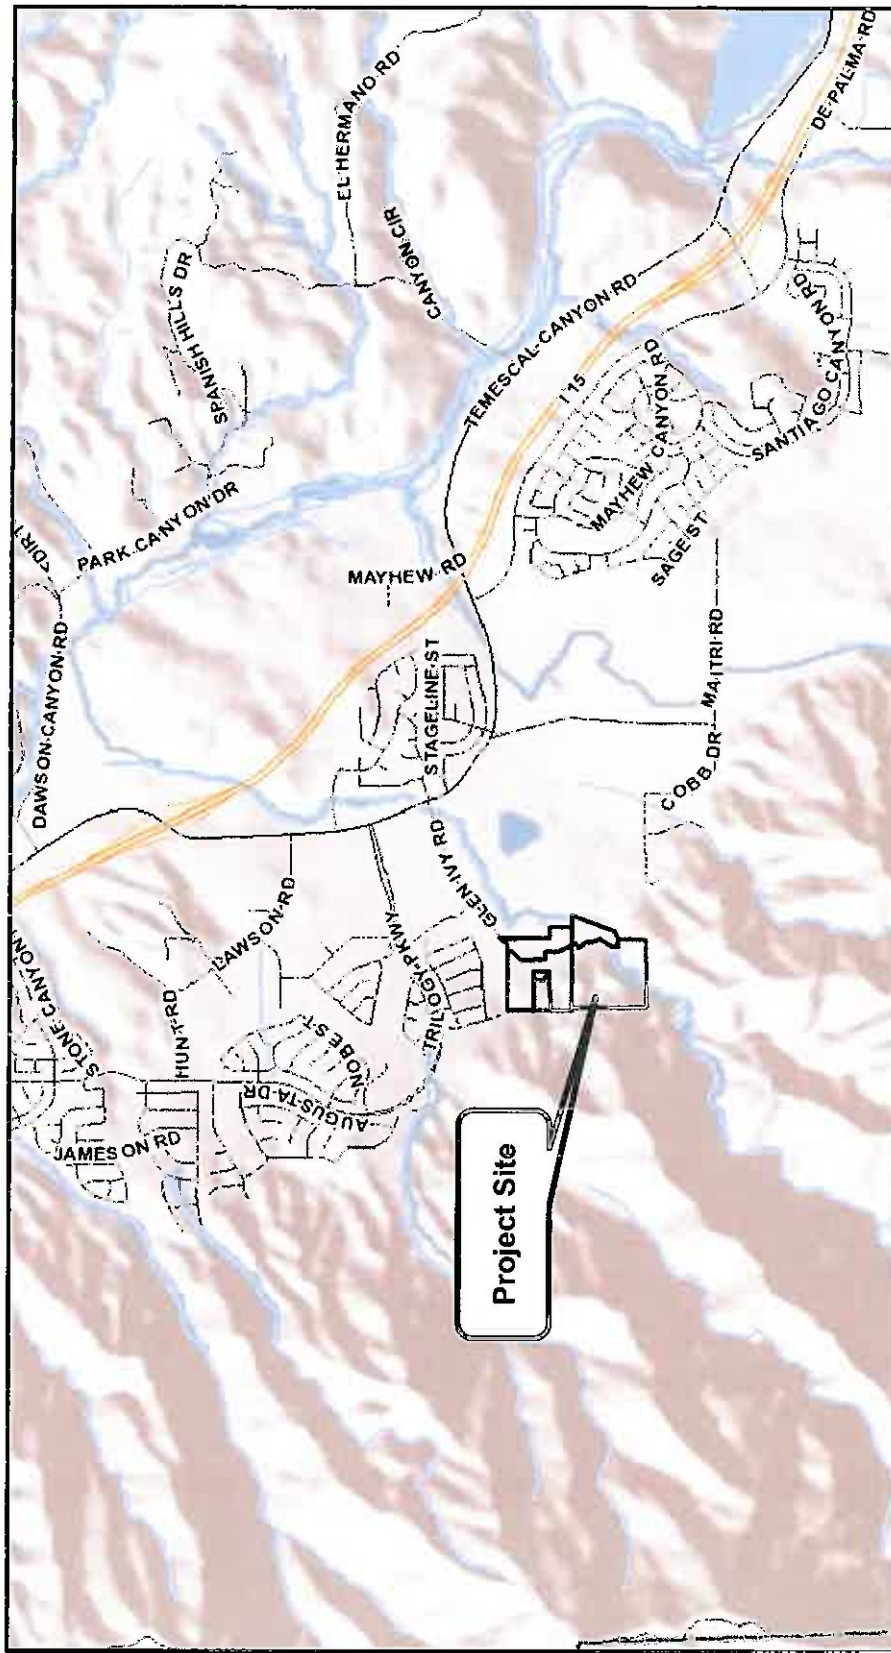 EL HERMANO RD
DE PALMA RD
CANYON CIR
SPANISH HILLS DR
TEMESCAL CANYON RD
I 15
SANTIAGO CANYON RD
MAYHEW CANYON RD
PARK CANYON DR
DAWSON CANYON RD
MAYHEW RD
SAGE ST
STAGELINE ST
MAITRI RD
COBB DR
GLEN IVY RD
LAWSON RD
TRILOGY PKWY
STONE CANYON
HUNT RD
NOBE ST
AUGUSTA DR
JAMESON RD
Project Site